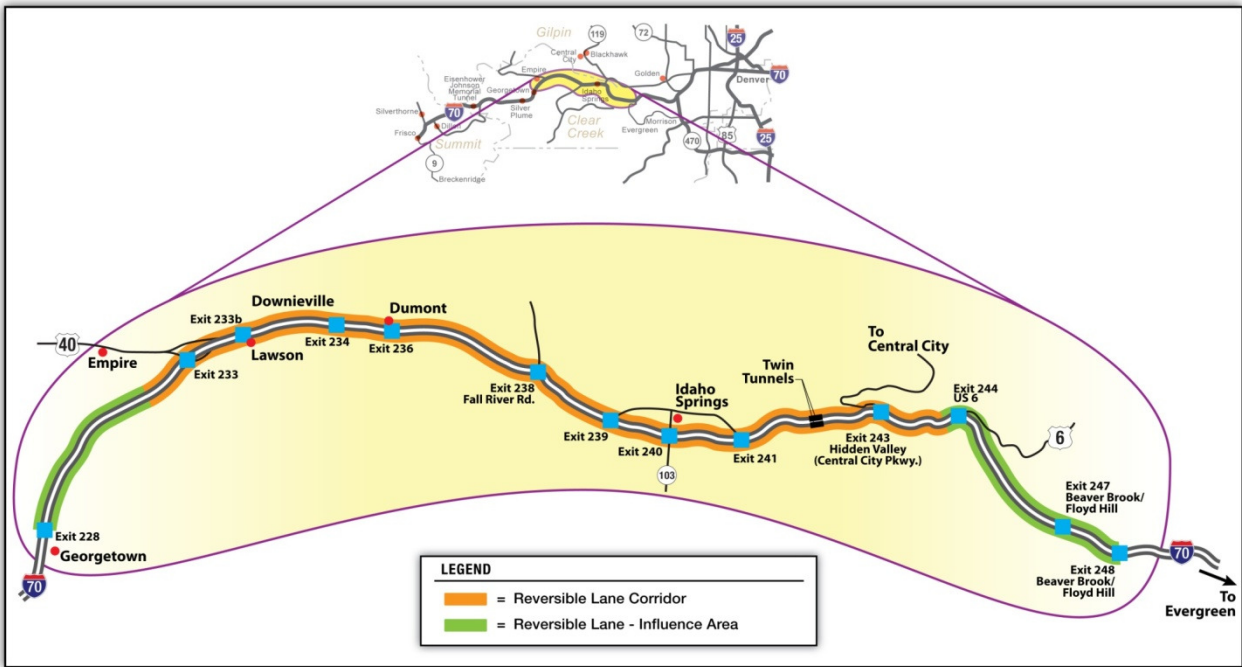 Gilpin
119
72
25
Central
City
Blackhawk
Empire
Golden
Denver
70
Eisenhower
Johnson
Memorial
Tunnel
Georgetown
Idaho
Springs
Silverthorne
70
Silver
Plume
Dillon
Frisco
Clear
Creek
Evergreen
Morrison
Summit
470
85
25
9
Breckenridge
40
Empire
Exit 233b
Downieville
Dumont
Lawson
Exit 234
Exit 236
Exit 233
Exit 238
Fall River Rd.
Exit 239
Idaho
Springs
Exit 240
103
Exit 241
Twin
Tunnels
To
Central City
Exit 243
Hidden Valley
(Central City Pkwy.)
Exit 244
US 6
6
Exit 247
Beaver Brook/
Floyd Hill
Exit 248
Beaver Brook/
Floyd Hill
70
To
Evergreen
Exit 228
Georgetown
70
LEGEND
= Reversible Lane Corridor
= Reversible Lane - Influence Area